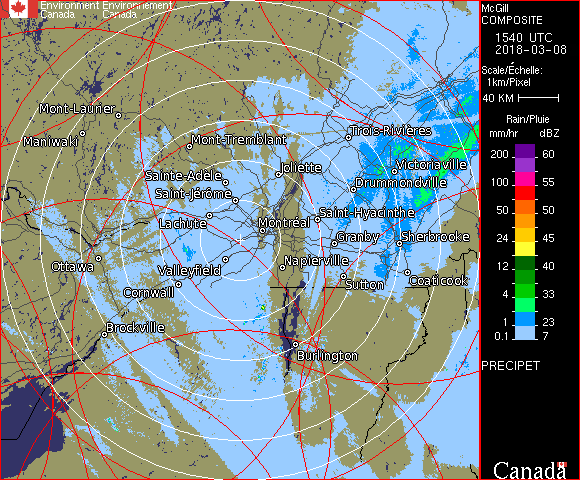 Environment Environnement
Canada Canada
McGill
COMPOSITE
1540 UTC
2018-03-08
Scale/Échelle:
1km/Pixel
40 KM
Rain/Pluie
mm/hr dBZ
200 60
100 55
50 50
24 45
12 40
4 33
1 23
0.1 7
PRECIPET
Canada
Mont-Laurier
Maniwaki
Mont-Tremblant
Trois-Rivières
Sainte-Adèle
Joliette
Victoriaville
Saint-Jérôme
Drummondville
Lachute
Montréal
Saint-Hyacinthe
Granby
Sherbrooke
Ottawa
Valleyfield
Napierville
Cornwall
Sutton
Coaticook
Brockville
Burlington